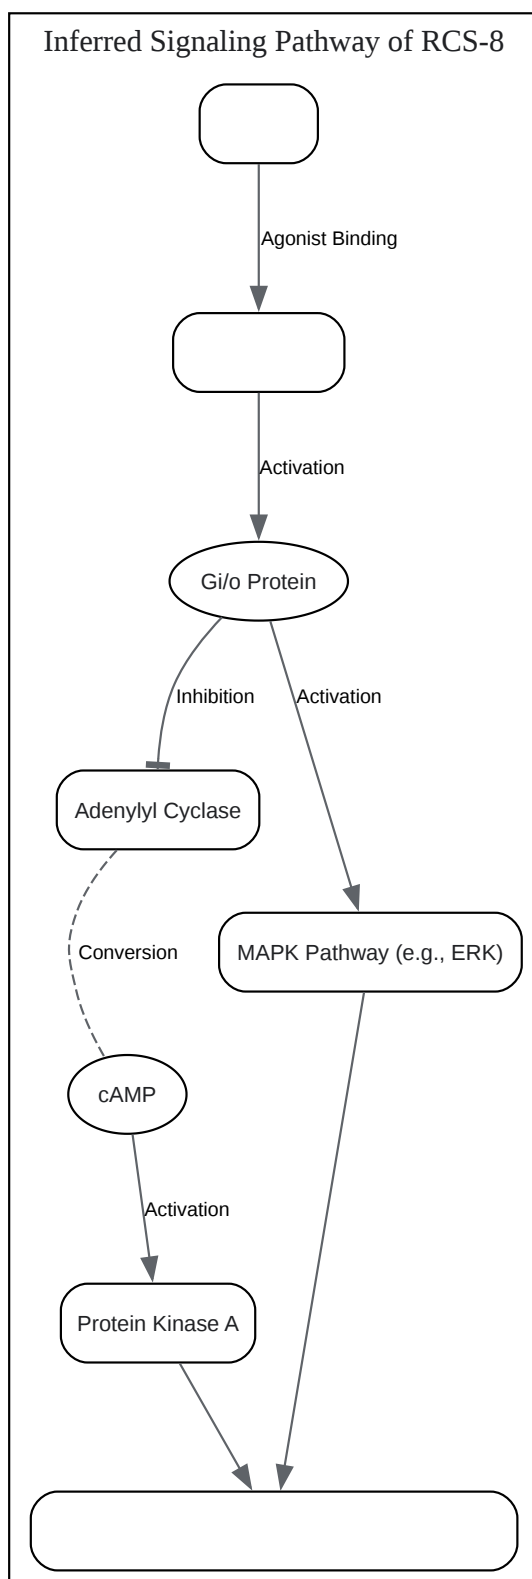 Inferred Signaling Pathway of RCS-8
Agonist Binding
Activation
Gi/o Protein
Inhibition
Activation
Adenylyl Cyclase
Conversion
MAPK Pathway (e.g., ERK)
cAMP
Activation
Protein Kinase A